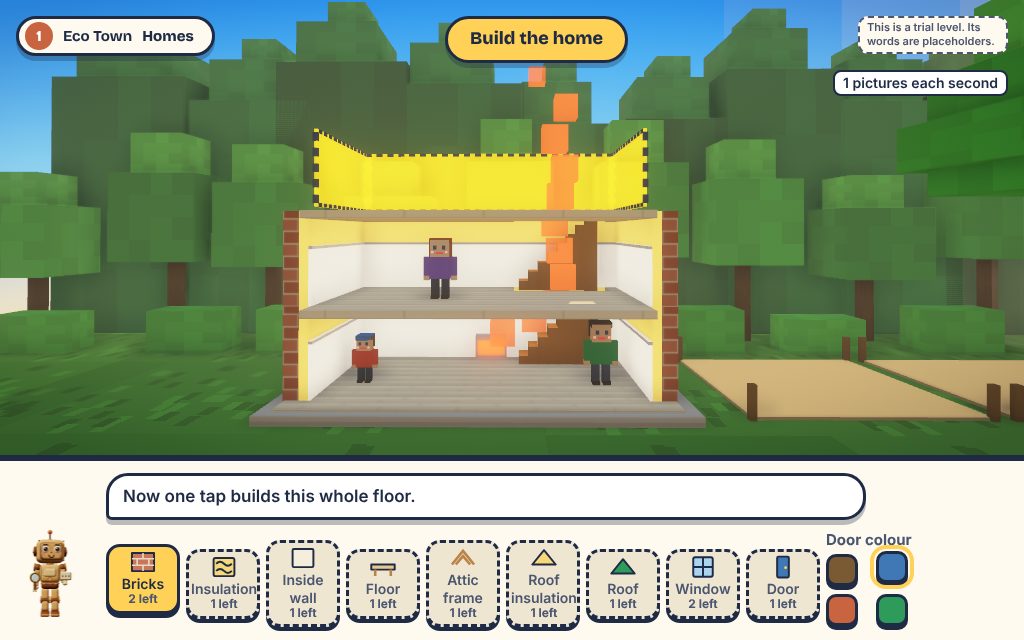 1 Eco Town Homes
Build the home
This is a trial level. Its
words are placeholders.
1 pictures each second
Now one tap builds this whole floor.
Door colour
Bricks
2 left
Insulation
1 left
Inside
wall
1 left
Floor
1 left
Attic
frame
1 left
Roof
insulation
1 left
Roof
1 left
Window
2 left
Door
1 left